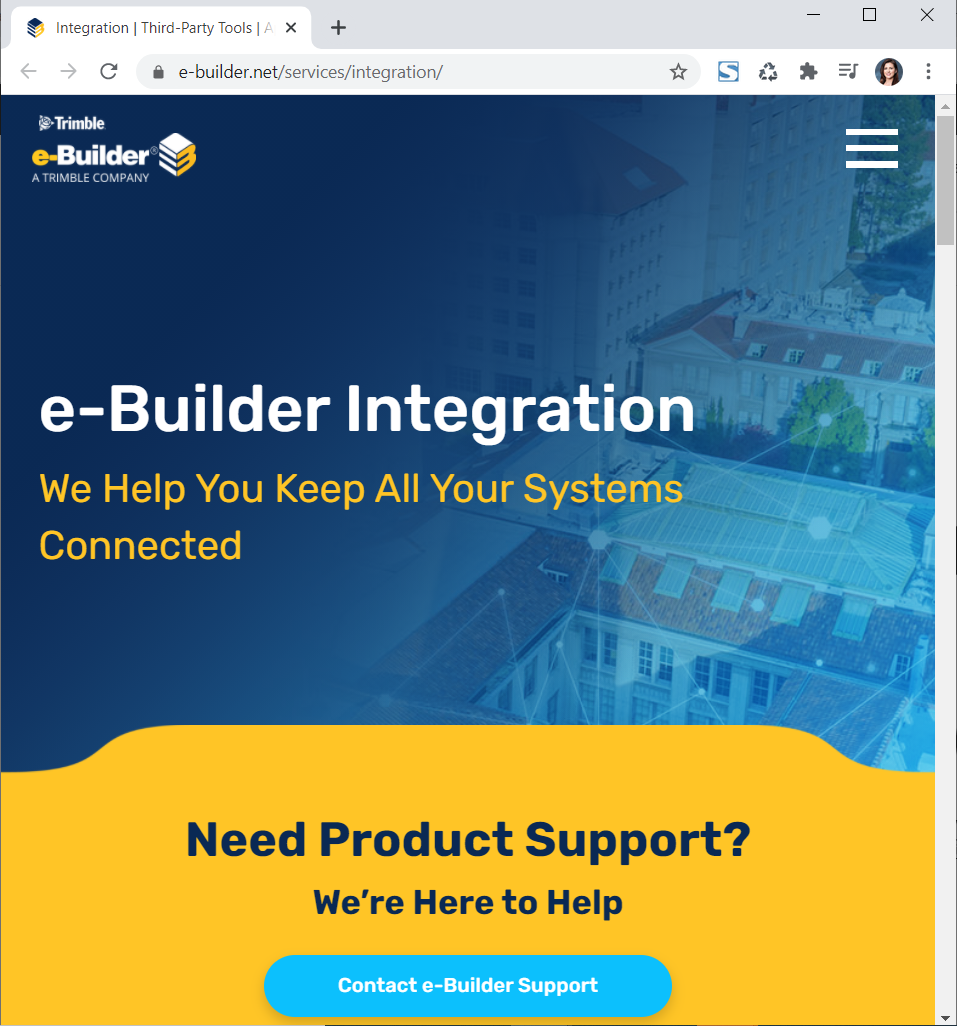 Integration | Third-Party Tools | A
e-builder.net/services/integration/
Trimble
e-Builder®
A TRIMBLE COMPANY
e-Builder Integration
We Help You Keep All Your Systems
Connected
Need Product Support?
We’re Here to Help
Contact e-Builder Support